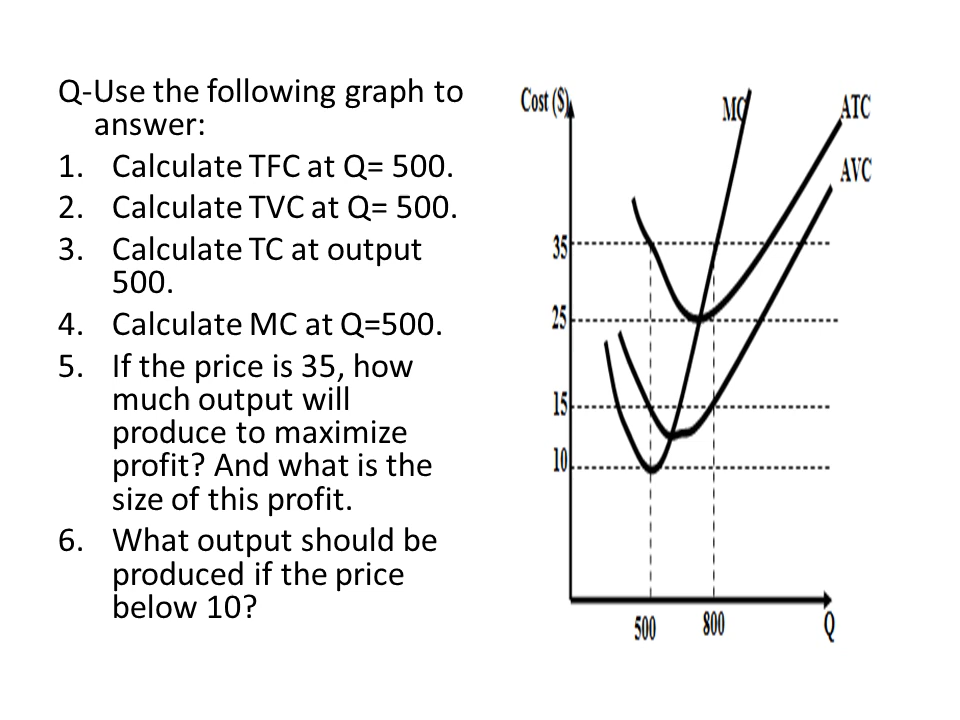 Q-Use the following graph to
answer:
1. Calculate TFC at Q= 500.
2. Calculate TVC at Q= 500.
3. Calculate TC at output
500.
4. Calculate MC at Q=500.
5. If the price is 35, how
much output will
produce to maximize
profit? And what is the
size of this profit.
6. What output should be
produced if the price
below 10?
Cost ($)
MC
ATC
AVC
35
25
15
10
500
800
Q